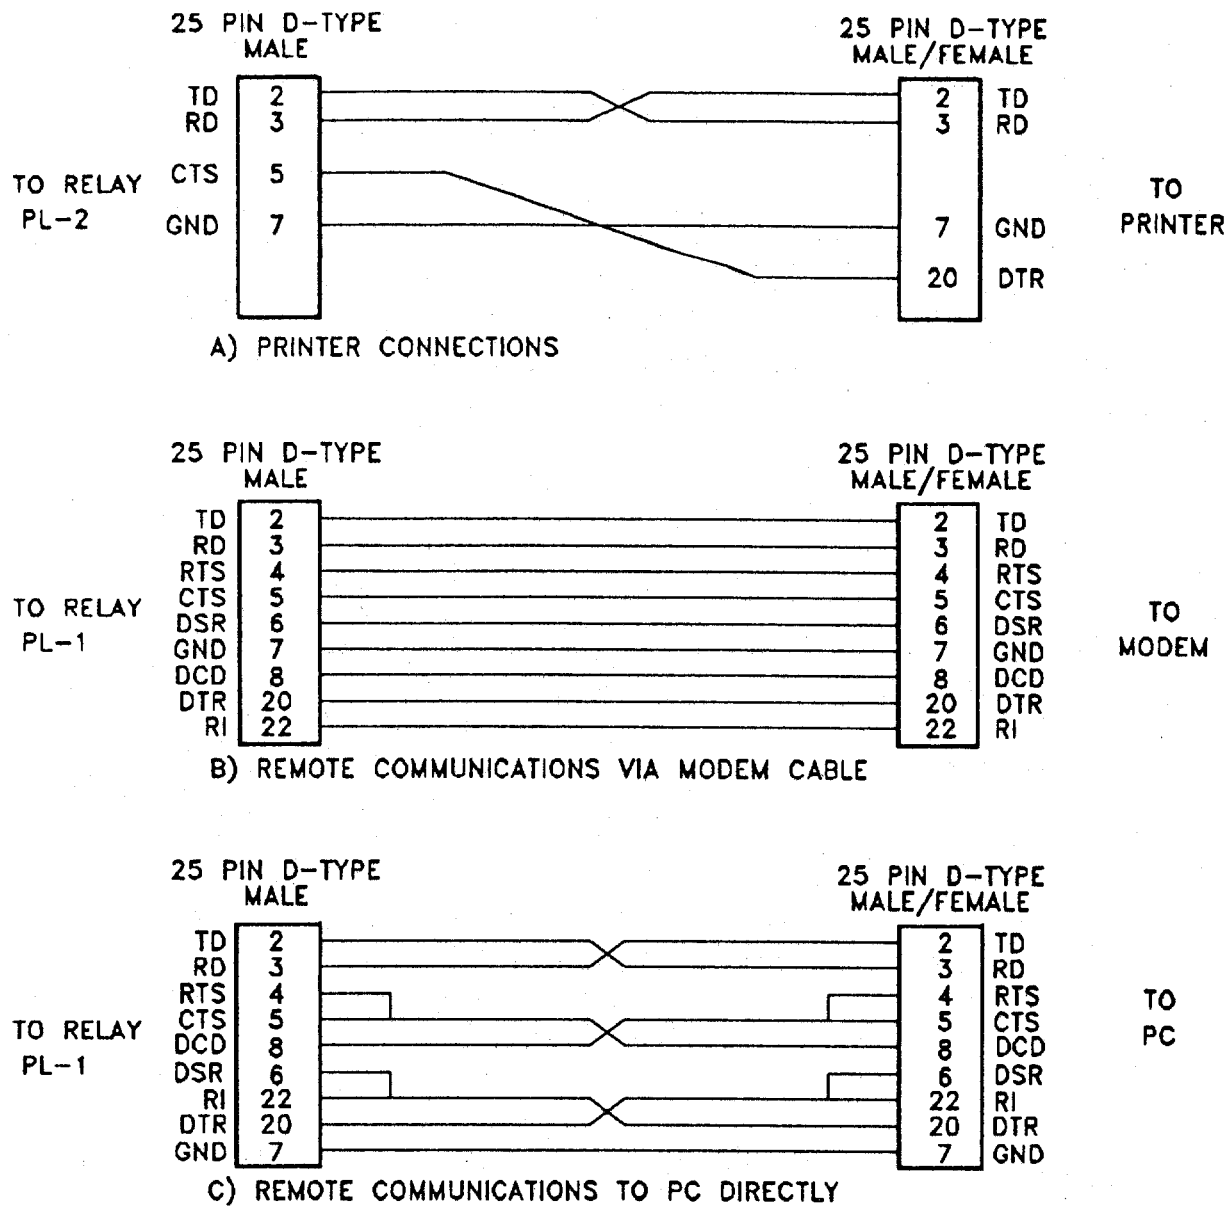 25 PIN D-TYPE
MALE
25 PIN D-TYPE
MALE/FEMALE
TD 2 2 TD
RD 3 3 RD
TO RELAY
PL-2
CTS 5
GND 7 7 GND
20 DTR
TO
PRINTER
A) PRINTER CONNECTIONS
25 PIN D-TYPE
MALE
25 PIN D-TYPE
MALE/FEMALE
TO RELAY
PL-1
TD 2 2 TD
RD 3 3 RD
RTS 4 4 RTS
CTS 5 5 CTS
DSR 6 6 DSR
GND 7 7 GND
DCD 8 8 DCD
DTR 20 20 DTR
RI 22 22 RI
TO
MODEM
B) REMOTE COMMUNICATIONS VIA MODEM CABLE
25 PIN D-TYPE
MALE
25 PIN D-TYPE
MALE/FEMALE
TO RELAY
PL-1
TD 2 2 TD
RD 3 3 RD
RTS 4 4 RTS
CTS 5 5 CTS
DCD 8 8 DCD
DSR 6 6 DSR
RI 22 22 RI
DTR 20 20 DTR
GND 7 7 GND
TO
PC
C) REMOTE COMMUNICATIONS TO PC DIRECTLY